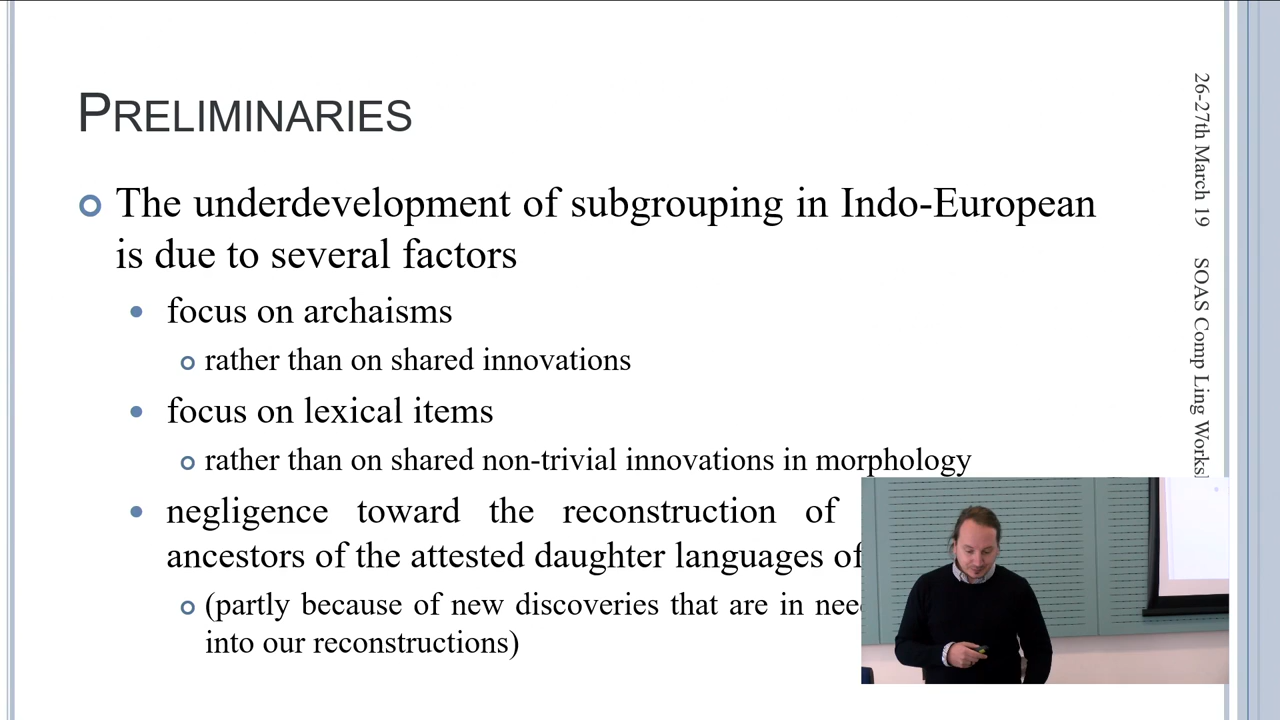 PRELIMINARIES
The underdevelopment of subgrouping in Indo-European
is due to several factors
focus on archaisms
rather than on shared innovations
focus on lexical items
rather than on shared non-trivial innovations in morphology
negligence toward the reconstruction of
ancestors of the attested daughter languages of
(partly because of new discoveries that are in
into our reconstructions)
26-27th March 19 SOAS Comp Ling